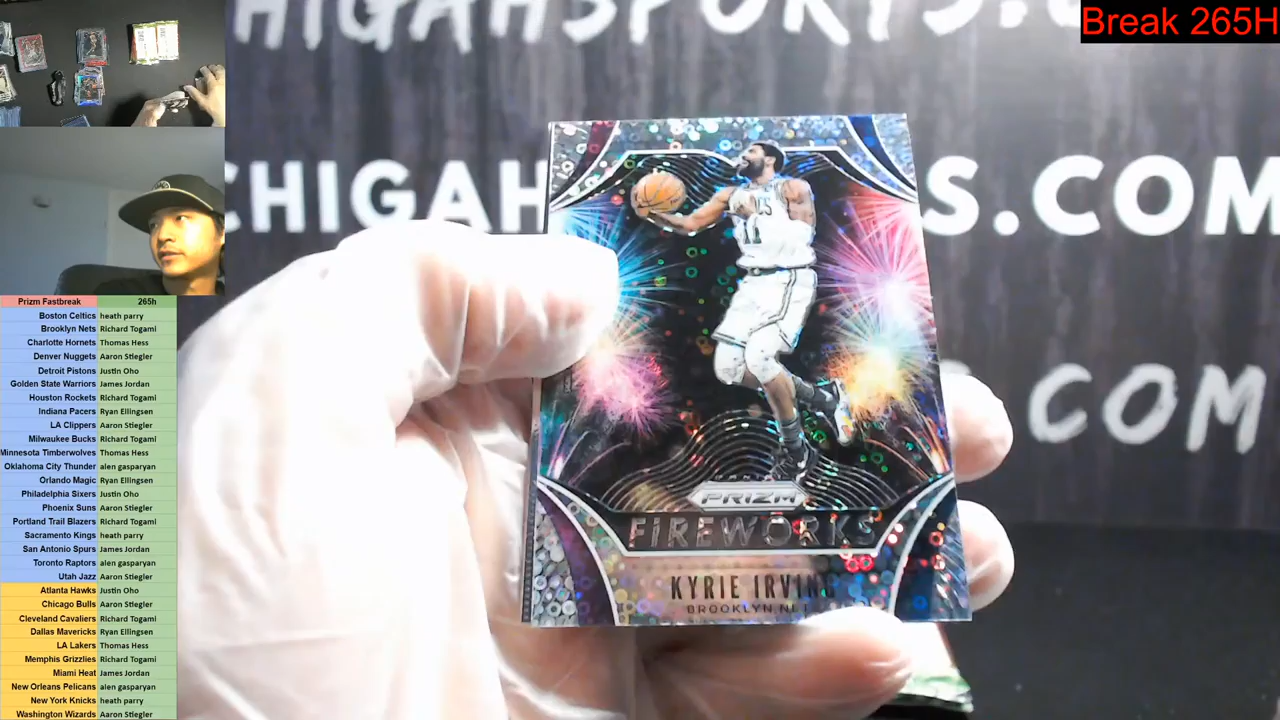 HIGAHSPORTS.C
Break 265H
CHIGAH
S.COM
COM
Prizm Fastbreak 265h
Boston Celtics heath parry
Brooklyn Nets Richard Togami
Charlotte Hornets Thomas Hess
Denver Nuggets Aaron Stiegler
Detroit Pistons Justin Oho
Golden State Warriors James Jordan
Houston Rockets Richard Togami
Indiana Pacers Ryan Ellingsen
LA Clippers Aaron Stiegler
Milwaukee Bucks Richard Togami
Minnesota Timberwolves Thomas Hess
Oklahoma City Thunder alen gasparyan
Orlando Magic Ryan Ellingsen
Philadelphia Sixers Justin Oho
Phoenix Suns Aaron Stiegler
Portland Trail Blazers Richard Togami
Sacramento Kings heath parry
San Antonio Spurs James Jordan
Toronto Raptors alen gasparyan
Utah Jazz Aaron Stiegler
Atlanta Hawks Justin Oho
Chicago Bulls Aaron Stiegler
Cleveland Cavaliers Richard Togami
Dallas Mavericks Ryan Ellingsen
LA Lakers Thomas Hess
Memphis Grizzlies Richard Togami
Miami Heat James Jordan
New Orleans Pelicans alen gasparyan
New York Knicks heath parry
Washington Wizards Aaron Stiegler
11
PANINI
PRIZM
FIREWORKS
KYRIE IRVING
BROOKLYN NET